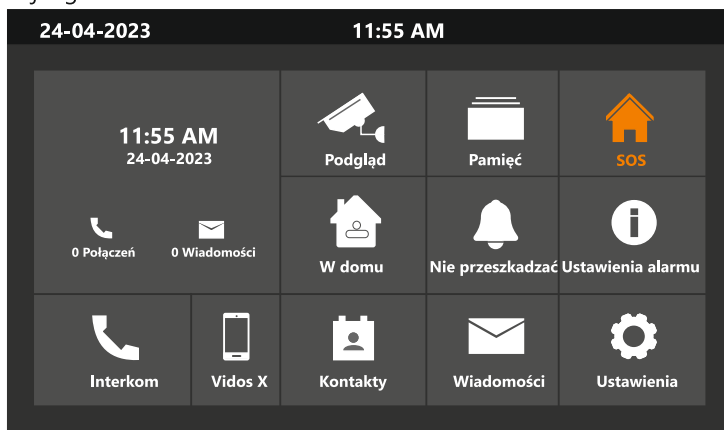 24-04-2023 11:55 AM
11:55 AM
24-04-2023
0 Połączeń 0 Wiadomości
Podgląd Pamięć SOS
W domu Nie przeszkadzać Ustawienia alarmu
Interkom Vidos X Kontakty Wiadomości Ustawienia